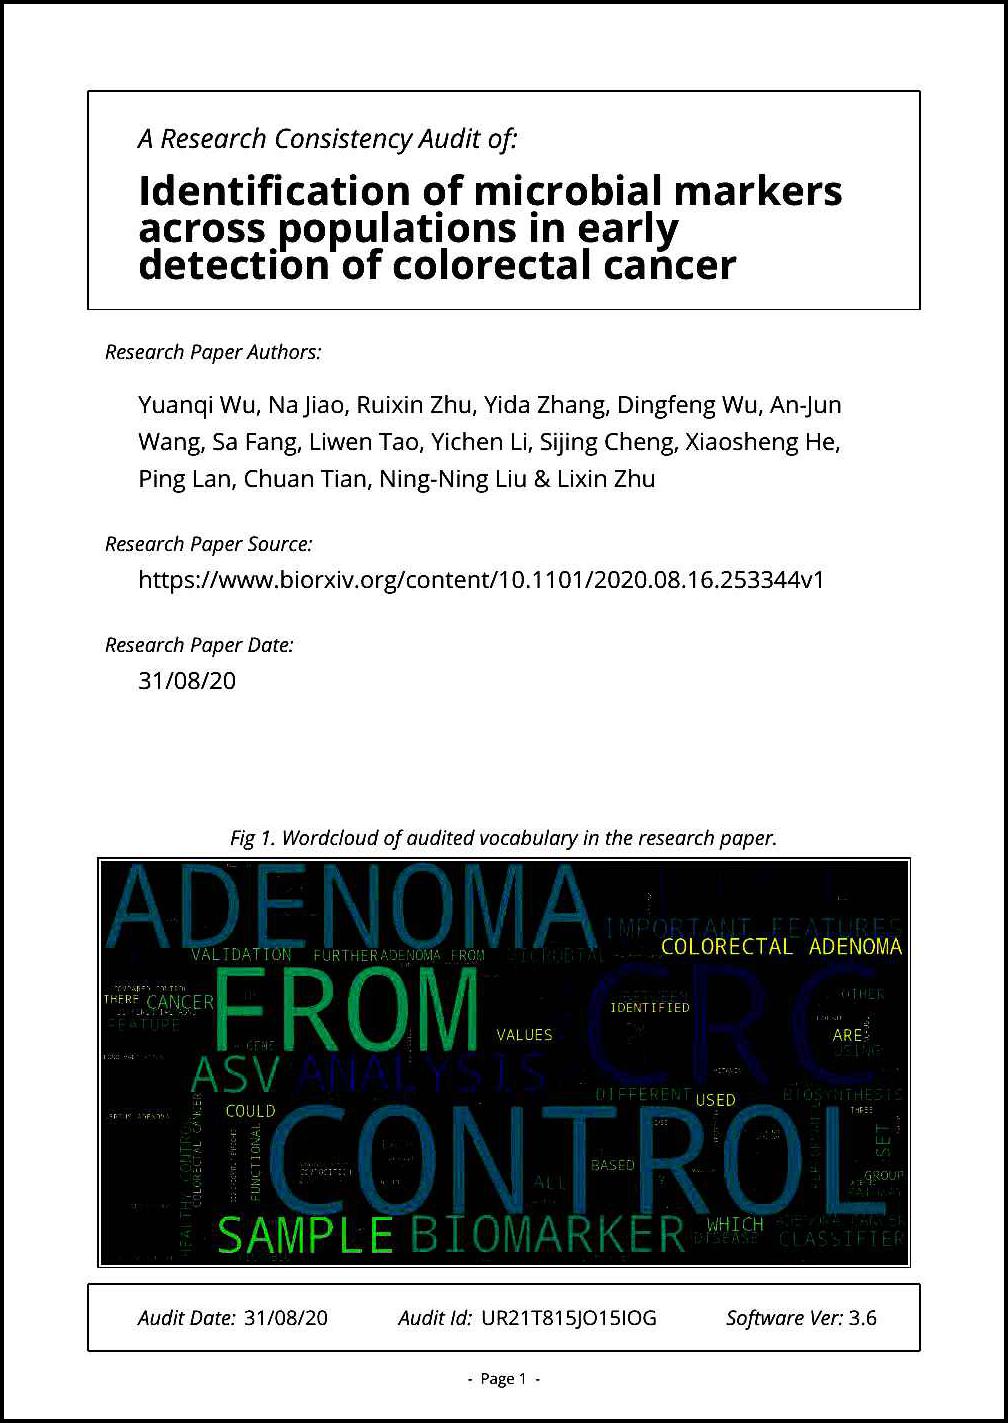 A Research Consistency Audit of:
Identification of microbial markers
across populations in early
detection of colorectal cancer
Research Paper Authors:
Yuanqi Wu, Na Jiao, Ruixin Zhu, Yida Zhang, Dingfeng Wu, An-Jun
Wang, Sa Fang, Liwen Tao, Yichen Li, Sijing Cheng, Xiaosheng He,
Ping Lan, Chuan Tian, Ning-Ning Liu & Lixin Zhu
Research Paper Source:
https://www.biorxiv.org/content/10.1101/2020.08.16.253344v1
Research Paper Date:
31/08/20
Fig 1. Wordcloud of audited vocabulary in the research paper.
ADENOMA
IMPORTANT FEATURES
COLORECTAL ADENOMA
VALIDATION
FURTHER
ADENOMA FROM
MICROBIAL
FROM
CRC
THERE
CANCER
FEATURE
IDENTIFIED
OTHER
VALUES
ARE
USING
ASV
ANALYSIS
DIFFERENT
USED
BIOSYNTHESIS
COULD
CONTROL
THREE
HEALTHY CONTROL
COLORECTAL CANCER
FUNCTIONAL
SET
BASED
ALL
GROUP
SAMPLE
BIOMARKER
WHICH
DISEASE
CLASSIFIER
Audit Date: 31/08/20 Audit Id: UR21T815JO15IOG Software Ver: 3.6
- Page 1 -